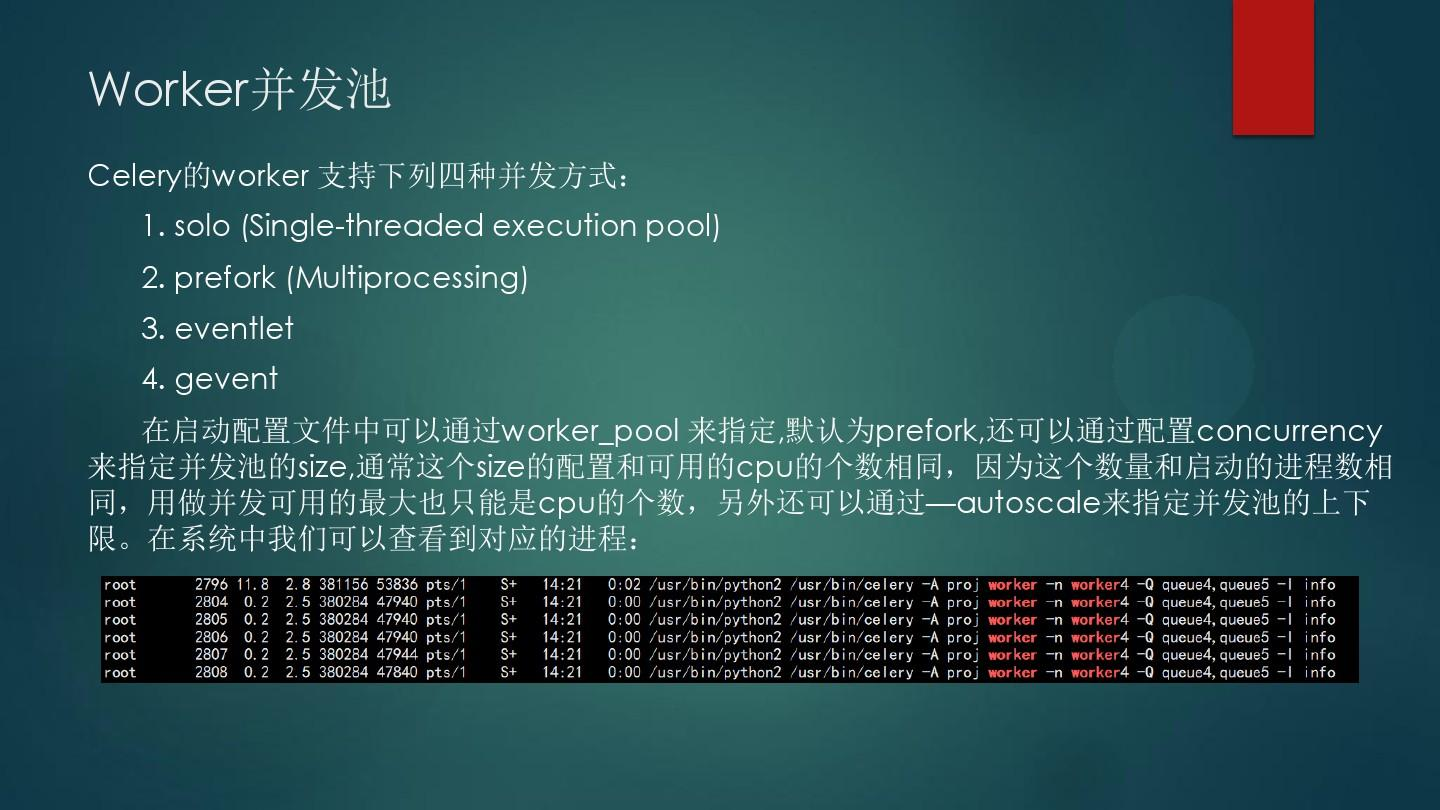 Worker并发池
Celery的worker 支持下列四种并发方式：
1. solo (Single-threaded execution pool)
2. prefork (Multiprocessing)
3. eventlet
4. gevent
在启动配置文件中可以通过worker_pool 来指定,默认为prefork,还可以通过配置concurrency
来指定并发池的size,通常这个size的配置和可用的cpu的个数相同，因为这个数量和启动的进程数相
同，用做并发可用的最大也只能是cpu的个数，另外还可以通过—autoscale来指定并发池的上下
限。在系统中我们可以查看到对应的进程：
root 2796 11.8 2.8 381156 53836 pts/1 S+ 14:21 0:02 /usr/bin/python2 /usr/bin/celery -A proj worker -n worker4 -Q queue4,queue5 -l info
root 2804 0.2 2.5 380284 47940 pts/1 S+ 14:21 0:00 /usr/bin/python2 /usr/bin/celery -A proj worker -n worker4 -Q queue4,queue5 -l info
root 2805 0.2 2.5 380284 47940 pts/1 S+ 14:21 0:00 /usr/bin/python2 /usr/bin/celery -A proj worker -n worker4 -Q queue4,queue5 -l info
root 2806 0.2 2.5 380284 47940 pts/1 S+ 14:21 0:00 /usr/bin/python2 /usr/bin/celery -A proj worker -n worker4 -Q queue4,queue5 -l info
root 2807 0.2 2.5 380284 47944 pts/1 S+ 14:21 0:00 /usr/bin/python2 /usr/bin/celery -A proj worker -n worker4 -Q queue4,queue5 -l info
root 2808 0.2 2.5 380284 47840 pts/1 S+ 14:21 0:00 /usr/bin/python2 /usr/bin/celery -A proj worker -n worker4 -Q queue4,queue5 -l info